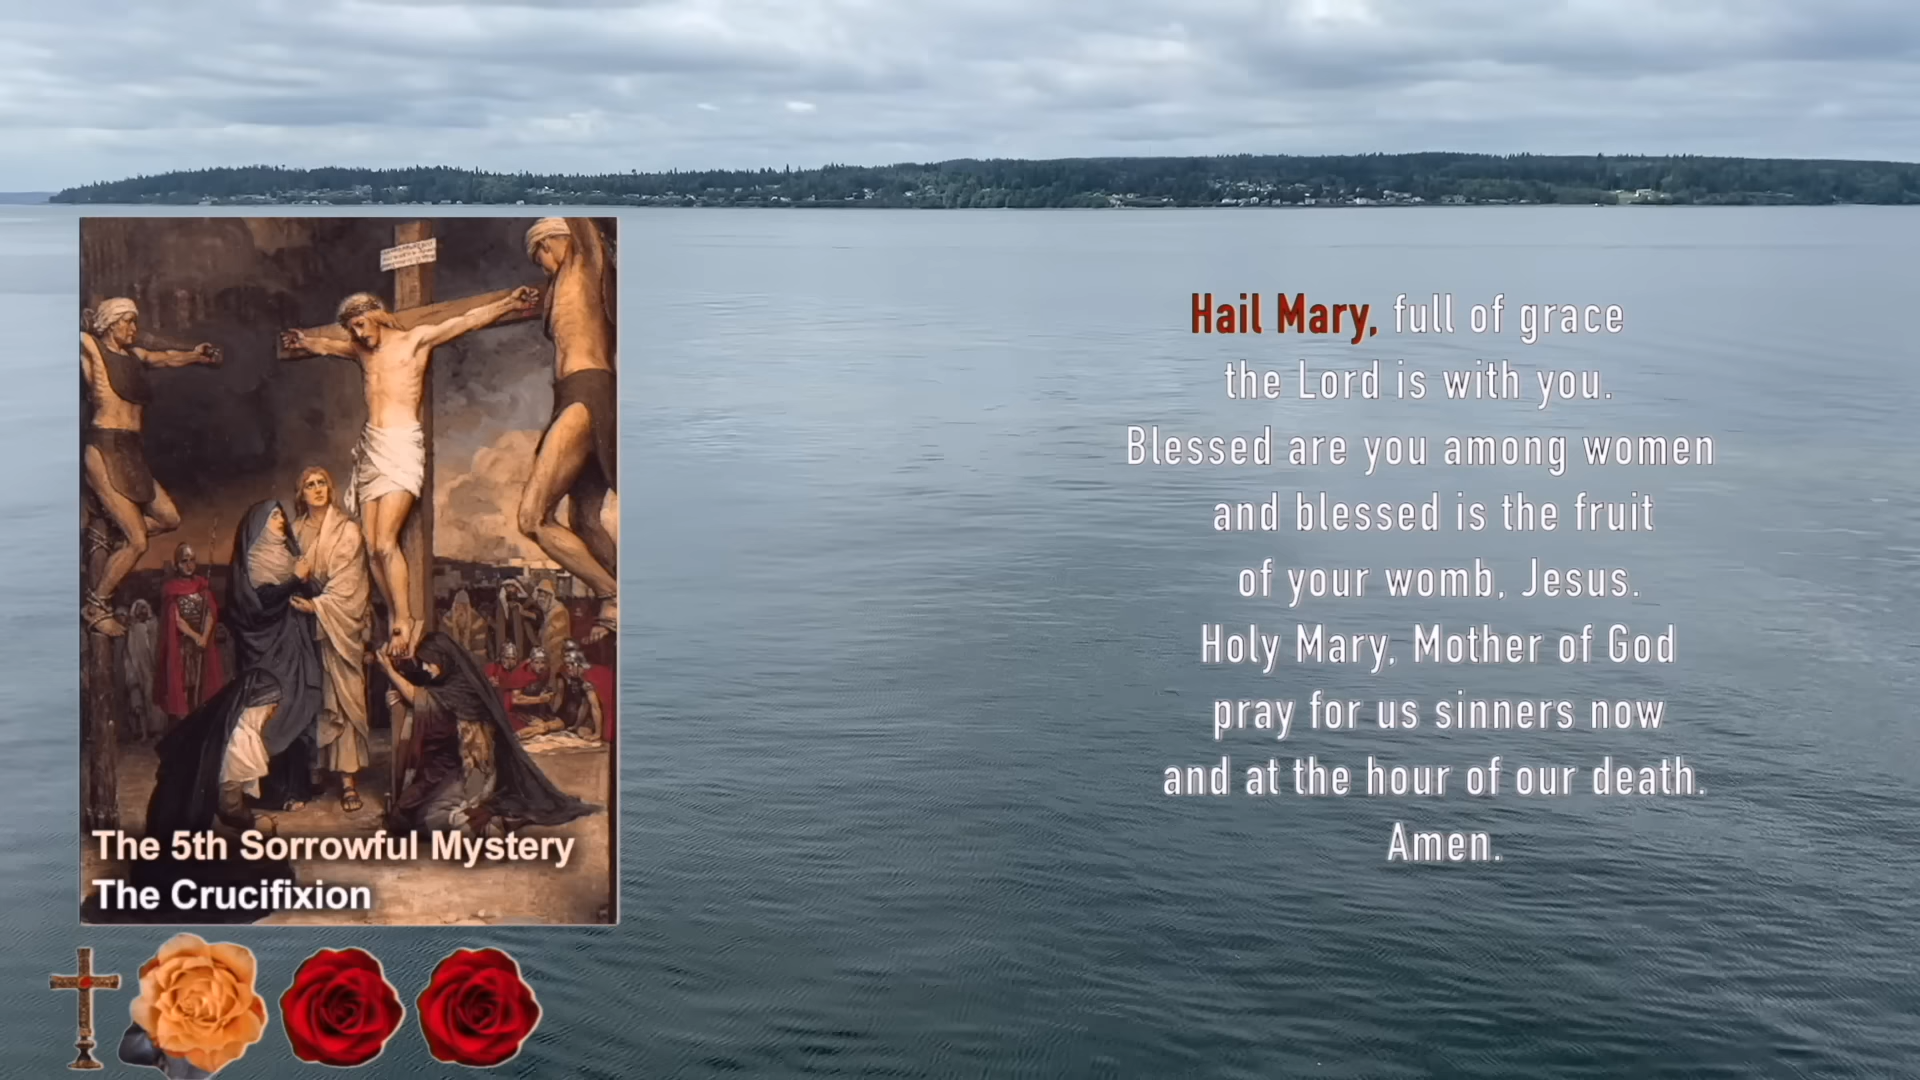 The 5th Sorrowful Mystery
The Crucifixion
Hail Mary, full of grace
the Lord is with you.
Blessed are you among women
and blessed is the fruit
of your womb, Jesus.
Holy Mary, Mother of God
pray for us sinners now
and at the hour of our death.
Amen.